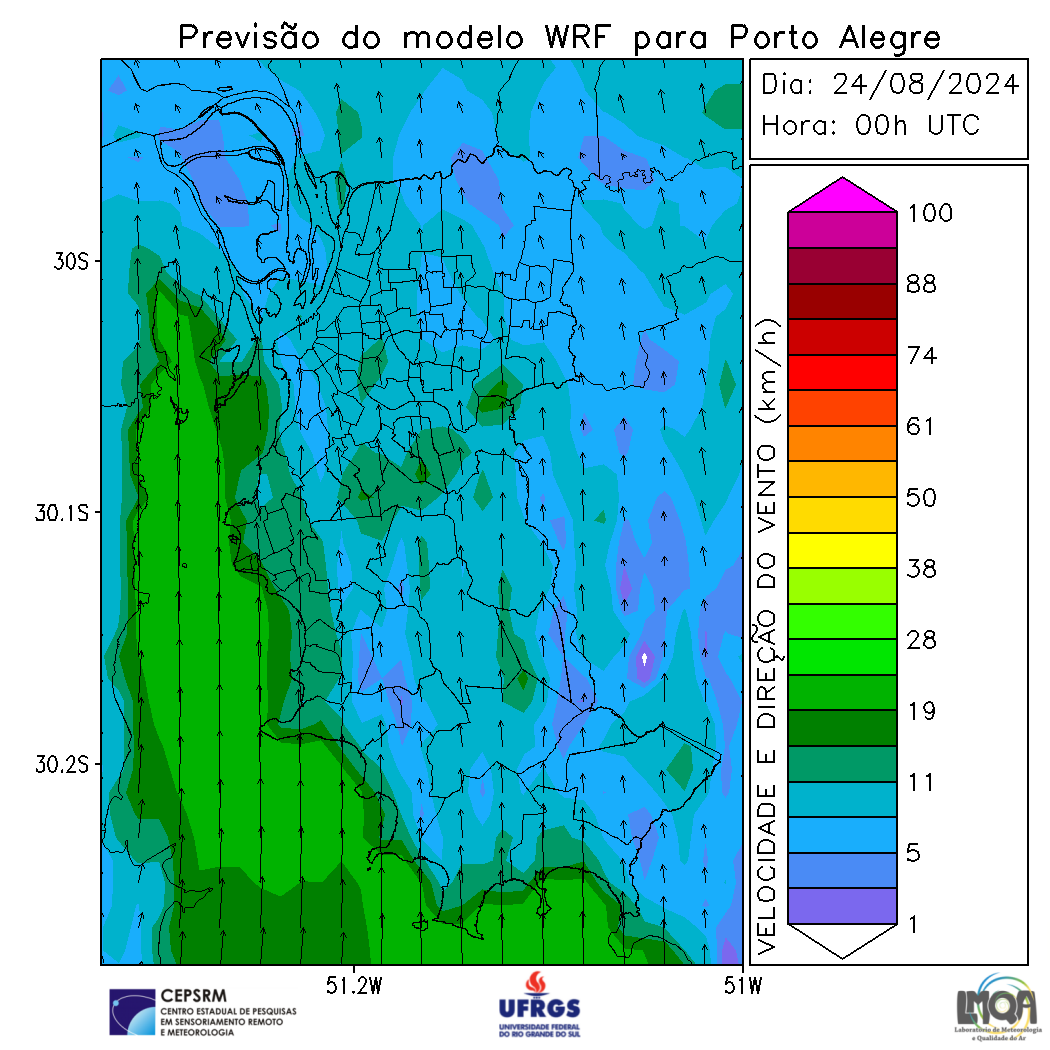 Previsão do modelo WRF para Porto Alegre
Dia: 24/08/2024
Hora: 00h UTC
30S
30.1S
30.2S
51.2W
51W
VELOCIDADE E DIREÇÃO DO VENTO (km/h)
100
88
74
61
50
38
28
19
11
5
1
CEPSRM
CENTRO ESTADUAL DE PESQUISAS
EM SENSORIAMENTO REMOTO
E METEOROLOGIA
UFRGS
UNIVERSIDADE FEDERAL
DO RIO GRANDE DO SUL
LMQA
Laboratório de Meteorologia
e Qualidade do Ar